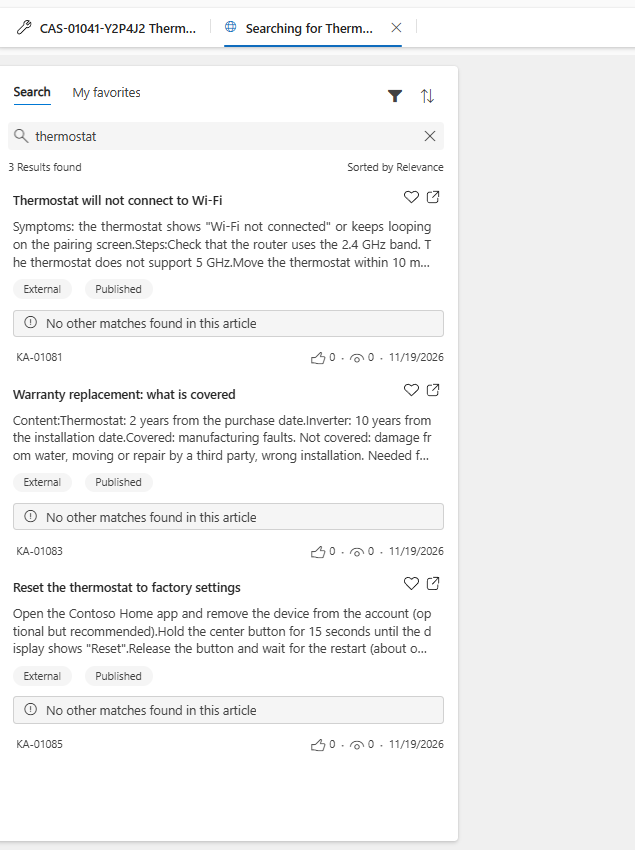 CAS-01041-Y2P4J2 Therm...
Searching for Therm...
Search
My favorites
thermostat
3 Results found
Sorted by Relevance
Thermostat will not connect to Wi-Fi
Symptoms: the thermostat shows "Wi-Fi not connected" or keeps looping
on the pairing screen.Steps:Check that the router uses the 2.4 GHz band. T
he thermostat does not support 5 GHz.Move the thermostat within 10 m...
External
Published
No other matches found in this article
KA-01081
0 · 0 · 11/19/2026
Warranty replacement: what is covered
Content:Thermostat: 2 years from the purchase date.Inverter: 10 years from
the installation date.Covered: manufacturing faults. Not covered: damage fr
om water, moving or repair by a third party, wrong installation. Needed f...
External
Published
No other matches found in this article
KA-01083
0 · 0 · 11/19/2026
Reset the thermostat to factory settings
Open the Contoso Home app and remove the device from the account (op
tional but recommended).Hold the center button for 15 seconds until the d
isplay shows "Reset".Release the button and wait for the restart (about o...
External
Published
No other matches found in this article
KA-01085
0 · 0 · 11/19/2026